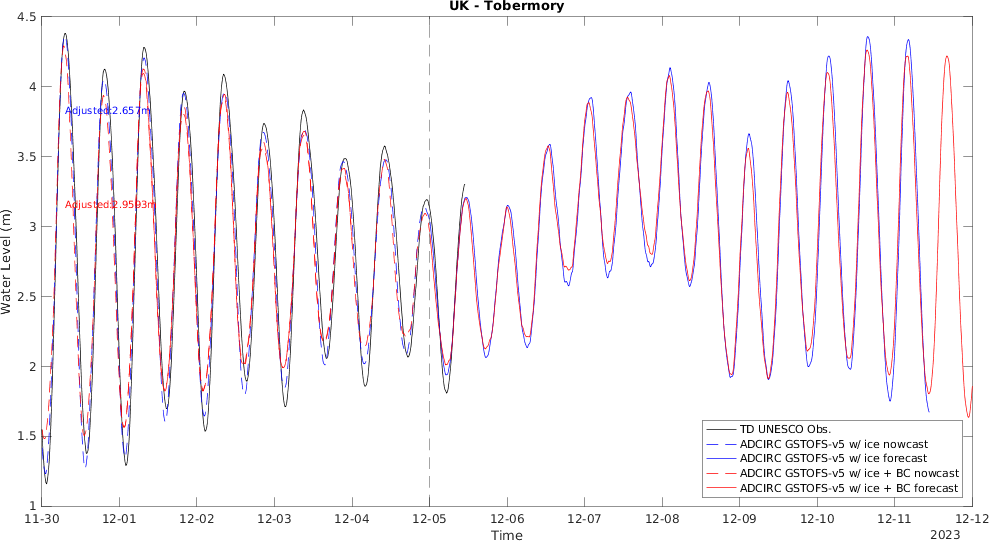 UK - Tobermory
4.5
4
3.5
3
2.5
2
1.5
1
Water Level (m)
Adjusted:2.657m
Adjusted:2.9593m
TD UNESCO Obs.
ADCIRC GSTOFS-v5 w/ ice nowcast
ADCIRC GSTOFS-v5 w/ ice forecast
ADCIRC GSTOFS-v5 w/ ice + BC nowcast
ADCIRC GSTOFS-v5 w/ ice + BC forecast
11-30 12-01 12-02 12-03 12-04 12-05 12-06 12-07 12-08 12-09 12-10 12-11 12-12
Time
2023